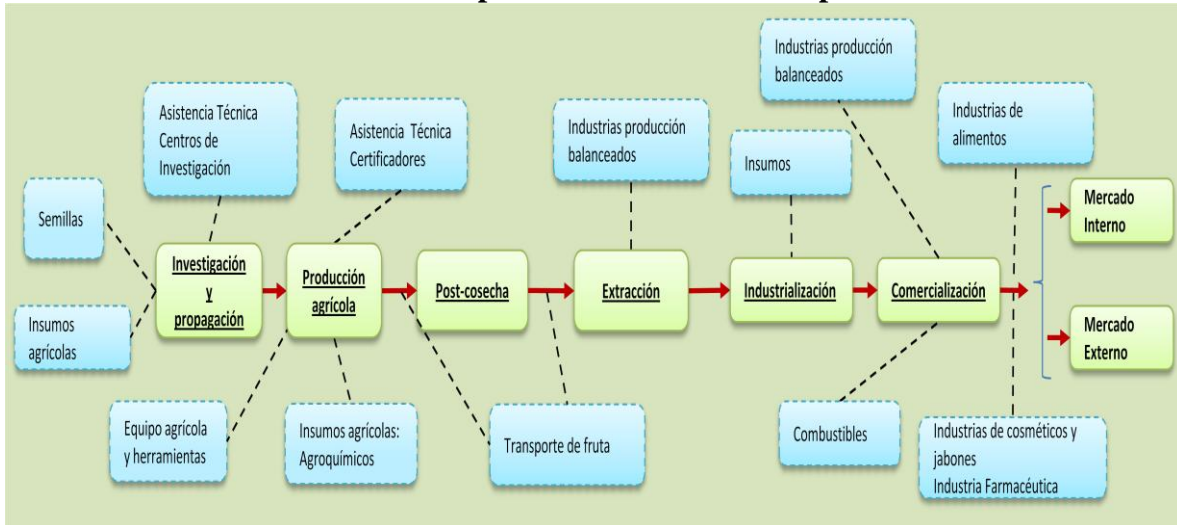 Industrias producción
balanceados
Asistencia Técnica
Centros de
Investigación
Asistencia Técnica
Certificadores
Industrias producción
balanceados
Insumos
Industrias de
alimentos
Semillas
Insumos
agrícolas
Investigación
y
propagación
Producción
agrícola
Post-cosecha
Extracción
Industrialización
Comercialización
Mercado
Interno
Mercado
Externo
Equipo agrícola
y herramientas
Insumos agrícolas:
Agroquímicos
Transporte de fruta
Combustibles
Industrias de cosméticos y
jabones
Industria Farmacéutica